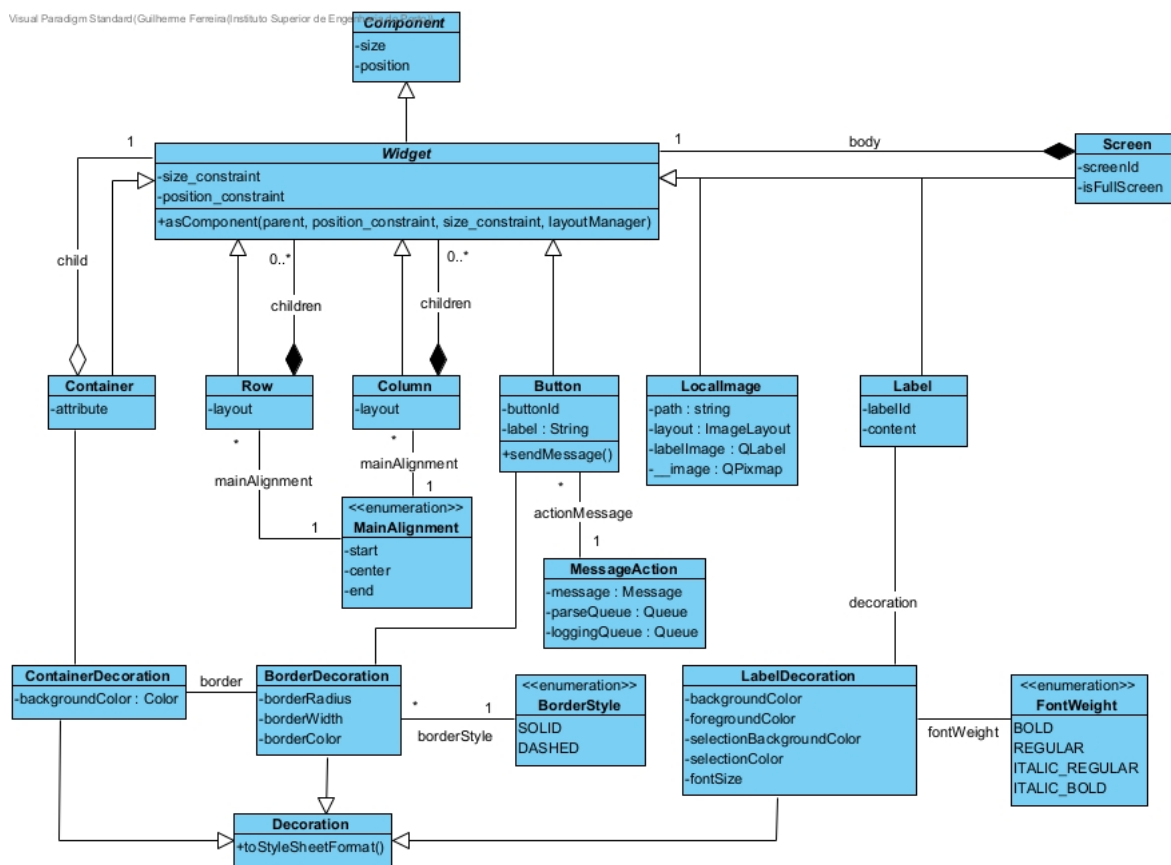 Visual Paradigm Standard(Guilherme Ferreira(Instituto Superior de Engenharia do Porto))
Component
-size
-position
1
1
body
Screen
-screenId
-isFullScreen
Widget
-size_constraint
-position_constraint
+asComponent(parent, position_constraint, size_constraint, layoutManager)
child
0..*
children
0..*
children
Container
-attribute
Row
-layout
Column
-layout
Button
-buttonId
-label : String
+sendMessage()
LocalImage
-path : string
-layout : ImageLayout
-labelImage : QLabel
-__image : QPixmap
Label
-labelId
-content
*
mainAlignment
1
*
mainAlignment
1
<<enumeration>>
MainAlignment
-start
-center
-end
*
actionMessage
1
MessageAction
-message : Message
-parseQueue : Queue
-loggingQueue : Queue
decoration
ContainerDecoration
-backgroundColor : Color
border
BorderDecoration
-borderRadius
-borderWidth
-borderColor
*
1
borderStyle
<<enumeration>>
BorderStyle
SOLID
DASHED
LabelDecoration
-backgroundColor
-foregroundColor
-selectionBackgroundColor
-selectionColor
-fontSize
fontWeight
<<enumeration>>
FontWeight
BOLD
REGULAR
ITALIC_REGULAR
ITALIC_BOLD
Decoration
+toStyleSheetFormat()